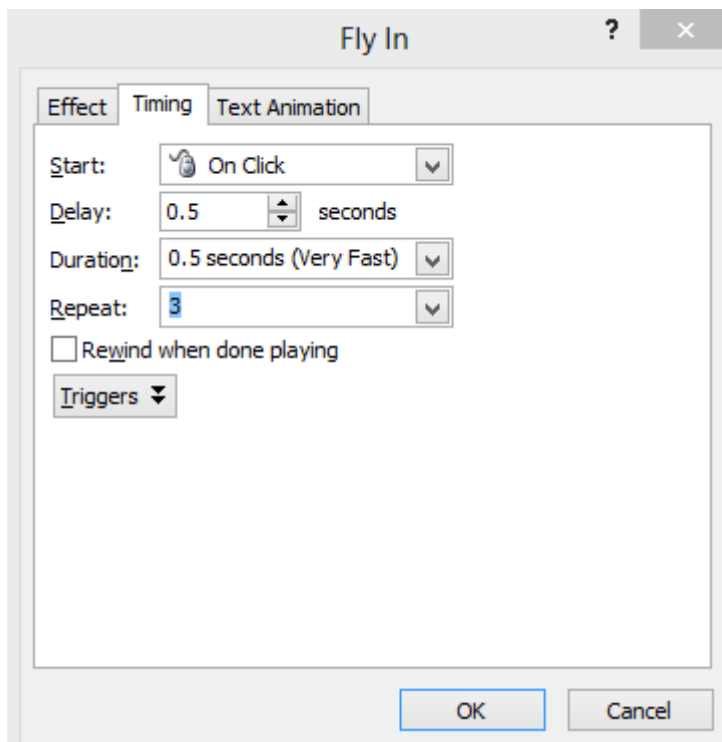 Fly In ? ×
Effect Timing Text Animation
Start: On Click
Delay: 0.5 seconds
Duration: 0.5 seconds (Very Fast)
Repeat: 3
Rewind when done playing
Triggers
OK Cancel